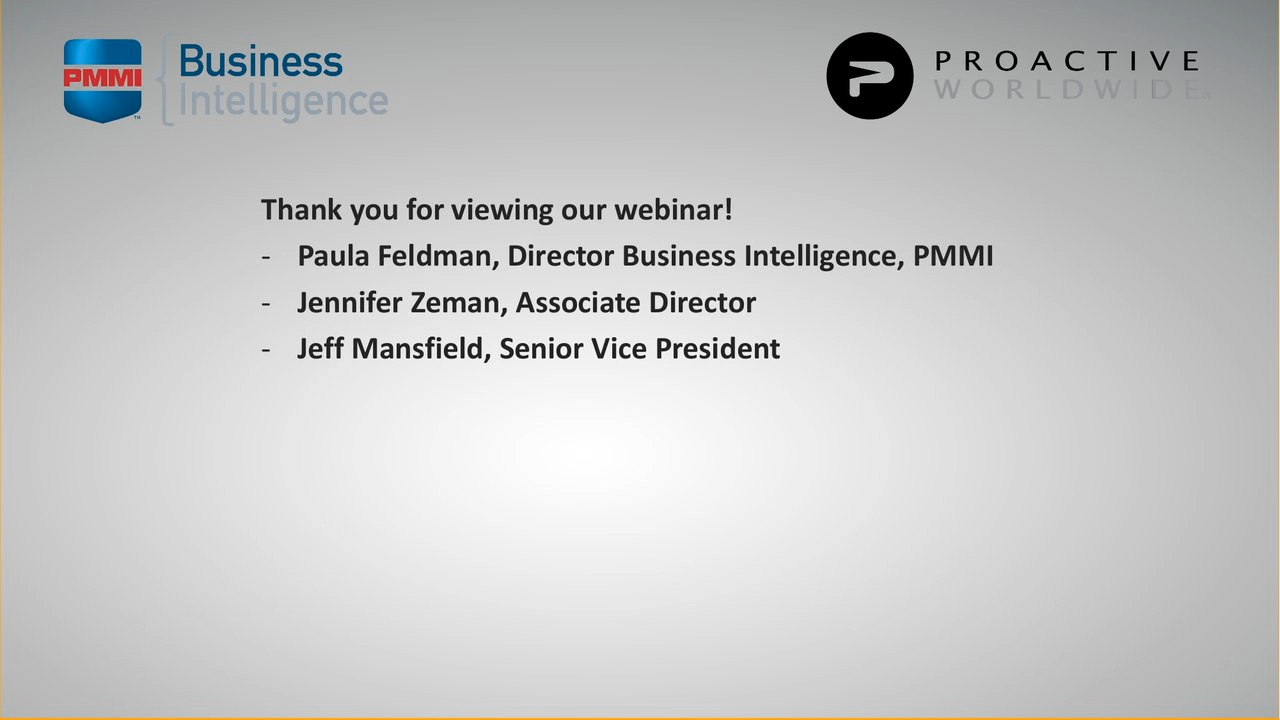 PMMI
TM
Business
Intelligence
PROACTIVE
WORLDWIDE
Thank you for viewing our webinar!
- Paula Feldman, Director Business Intelligence, PMMI
- Jennifer Zeman, Associate Director
- Jeff Mansfield, Senior Vice President